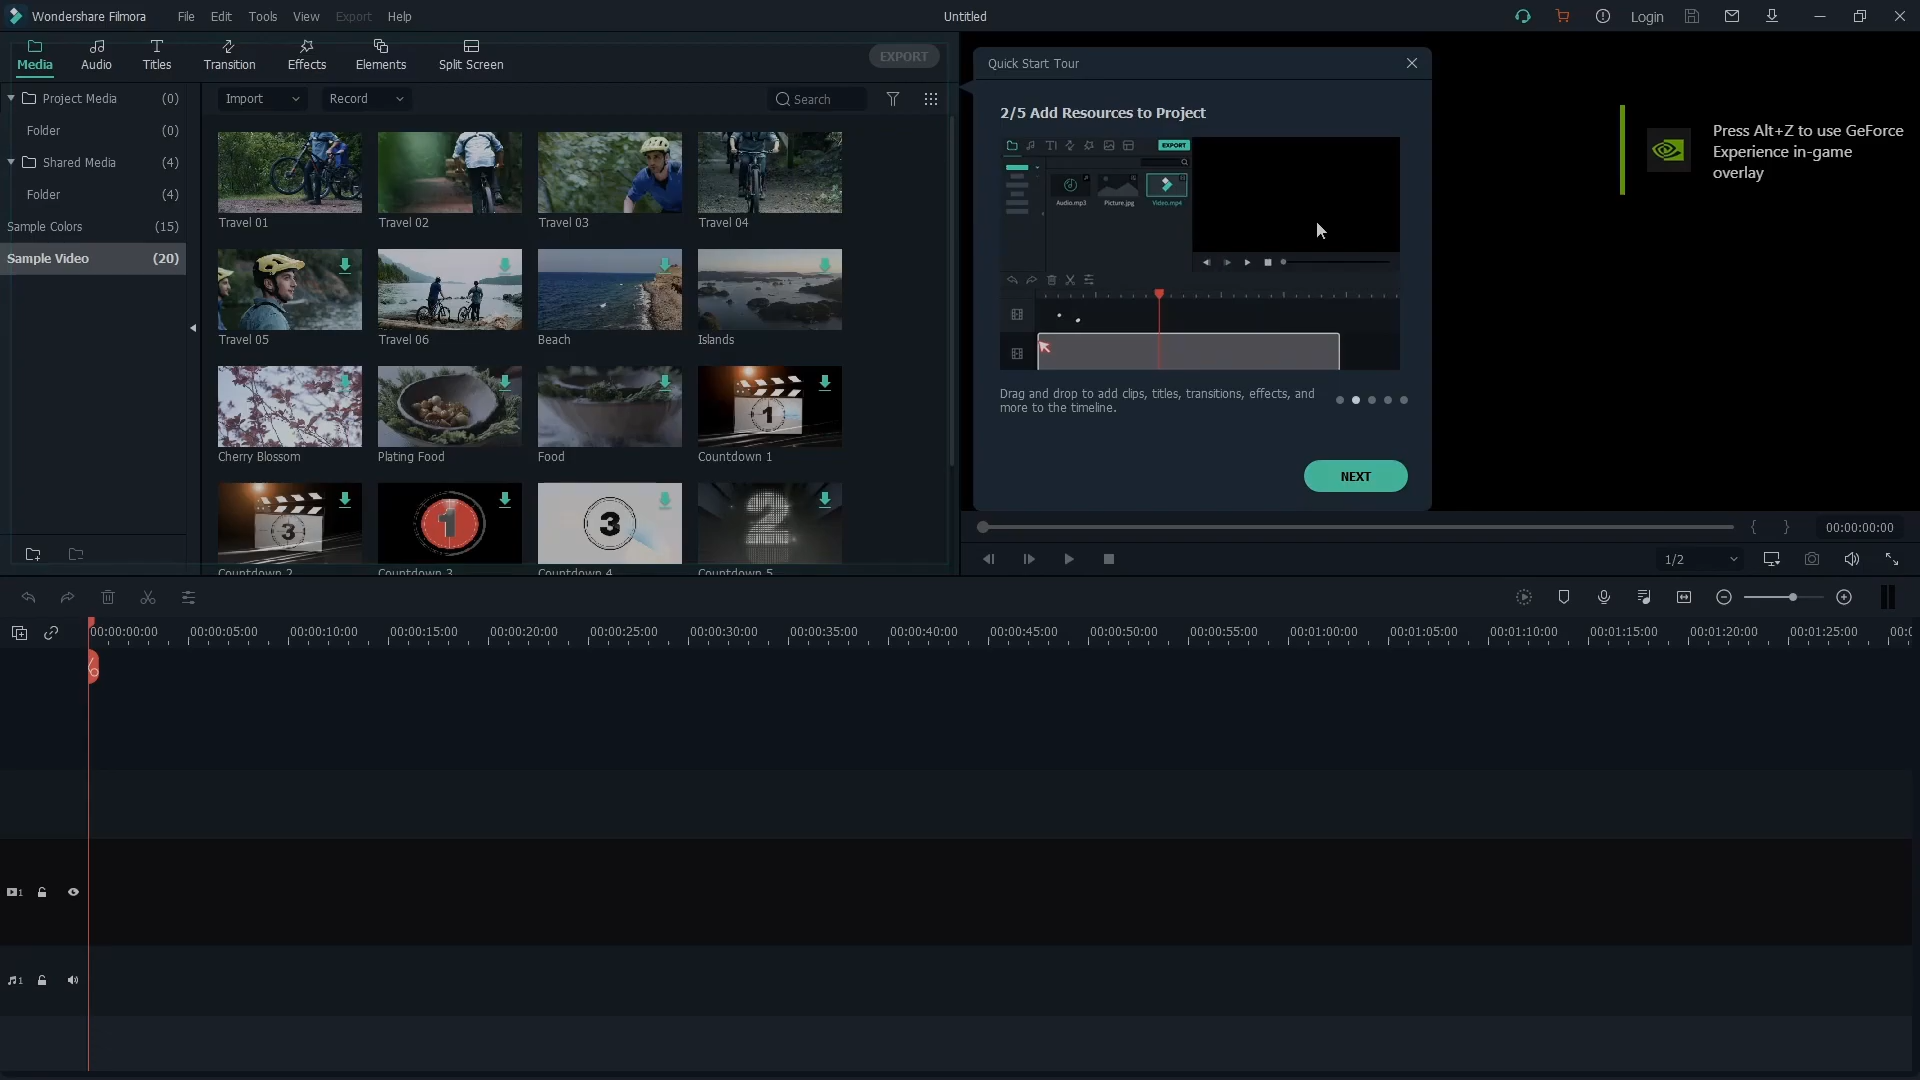 Wondershare Filmora File Edit Tools View Export Help Untitled Login
Media Audio Titles Transition Effects Elements Split Screen EXPORT
Project Media (0)
Folder (0)
Shared Media (4)
Folder (4)
Sample Colors (15)
Sample Video (20)
Import Record Search
Travel 01 Travel 02 Travel 03 Travel 04
Travel 05 Travel 06 Beach Islands
1
Cherry Blossom Plating Food Food Countdown 1
3 1 3 2
Countdown 2 Countdown 3 Countdown 4 Countdown 5
Quick Start Tour
2/5 Add Resources to Project
EXPORT
Audio.mp3 Picture.jpg Video.mp4
Drag and drop to add clips, titles, transitions, effects, and
more to the timeline.
NEXT
Press Alt+Z to use GeForce
Experience in-game
overlay
{ } 00:00:00:00
1/2
00:00:00:00 00:00:05:00 00:00:10:00 00:00:15:00 00:00:20:00 00:00:25:00 00:00:30:00 00:00:35:00 00:00:40:00 00:00:45:00 00:00:50:00 00:00:55:00 00:01:00:00 00:01:05:00 00:01:10:00 00:01:15:00 00:01:20:00 00:01:25:00
1
1